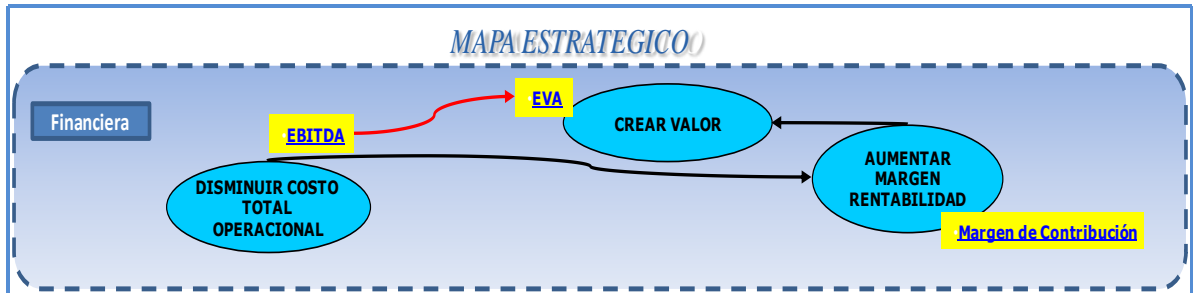 MAPA ESTRATEGICO
Financiera
EBITDA
EVA
CREAR VALOR
DISMINUIR COSTO
TOTAL
OPERACIONAL
AUMENTAR
MARGEN
RENTABILIDAD
Margen de Contribución